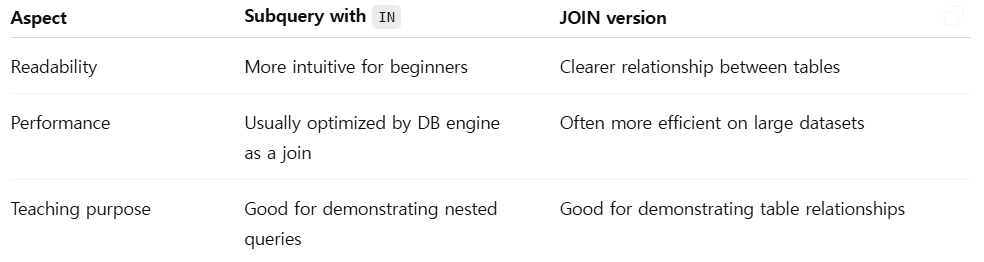 Aspect Subquery with IN JOIN version
Readability More intuitive for beginners Clearer relationship between tables
Performance Usually optimized by DB engine Often more efficient on large datasets
as a join
Teaching purpose Good for demonstrating nested Good for demonstrating table relationships
queries